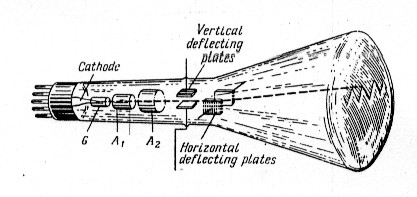 Vertical
deflecting
plates
Cathode
G
A1
A2
Horizontal
deflecting plates